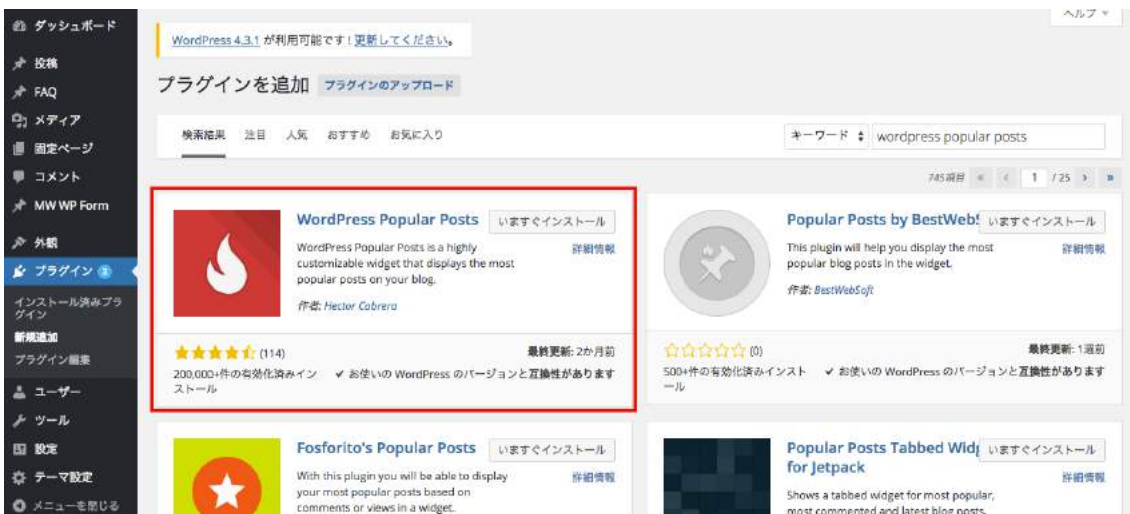 ヘルプ
ダッシュボード
投稿
FAQ
メディア
固定ページ
コメント
MW WP Form
外観
プラグイン 2
インストール済みプラ
グイン
新規追加
プラグイン編集
ユーザー
ツール
設定
テーマ設定
メニューを閉じる
WordPress 4.3.1 が利用可能です ! 更新してください。
プラグインを追加 プラグインのアップロード
検索結果 注目 人気 おすすめ お気に入り
キーワード wordpress popular posts
745項目 « ‹ 1 / 25 › »
WordPress Popular Posts いますぐインストール
WordPress Popular Posts is a highly 詳細情報
customizable widget that displays the most
popular posts on your blog.
作者: Hector Cabrera
(114) 最終更新: 2か月前
200,000+件の有効化済みイン ✔ お使いの WordPress のバージョンと互換性があります
ストール
Popular Posts by BestWebS いますぐインストール
This plugin will help you display the most 詳細情報
popular blog posts in the widget.
作者: BestWebSoft
(0) 最終更新: 1週前
500+件の有効化済みインスト ✔ お使いの WordPress のバージョンと互換性があります
ール
Fosforito's Popular Posts いますぐインストール
With this plugin you will be able to display 詳細情報
your most popular posts based on
comments or views in a widget.
Popular Posts Tabbed Widg いますぐインストール
for Jetpack 詳細情報
Shows a tabbed widget for most popular,
most commented and latest blog posts.